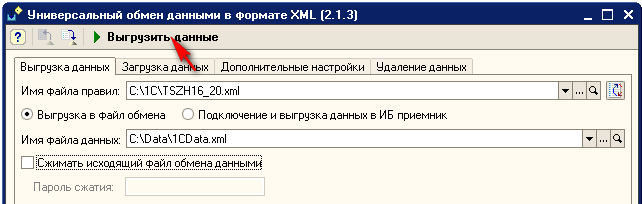 Универсальный обмен данными в формате XML (2.1.3)
? Выгрузить данные
Выгрузка данных Загрузка данных Дополнительные настройки Удаление данных
Имя файла правил: C:\1C\TSZH16_20.xml ...
Выгрузка в файл обмена Подключение и выгрузка данных в ИБ приемник
Имя файла данных: C:\Data\1CData.xml ...
Сжимать исходящий файл обмена данными
Пароль сжатия: